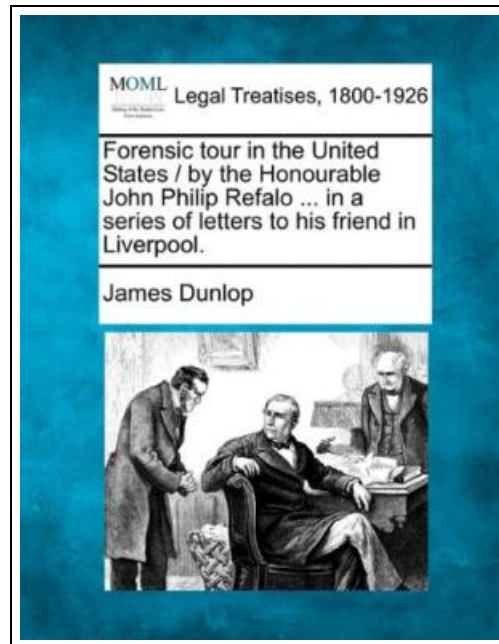 MOML
Legal Treatises, 1800-1926
Forensic tour in the United
States / by the Honourable
John Philip Refalo ... in a
series of letters to his friend in
Liverpool.
James Dunlop